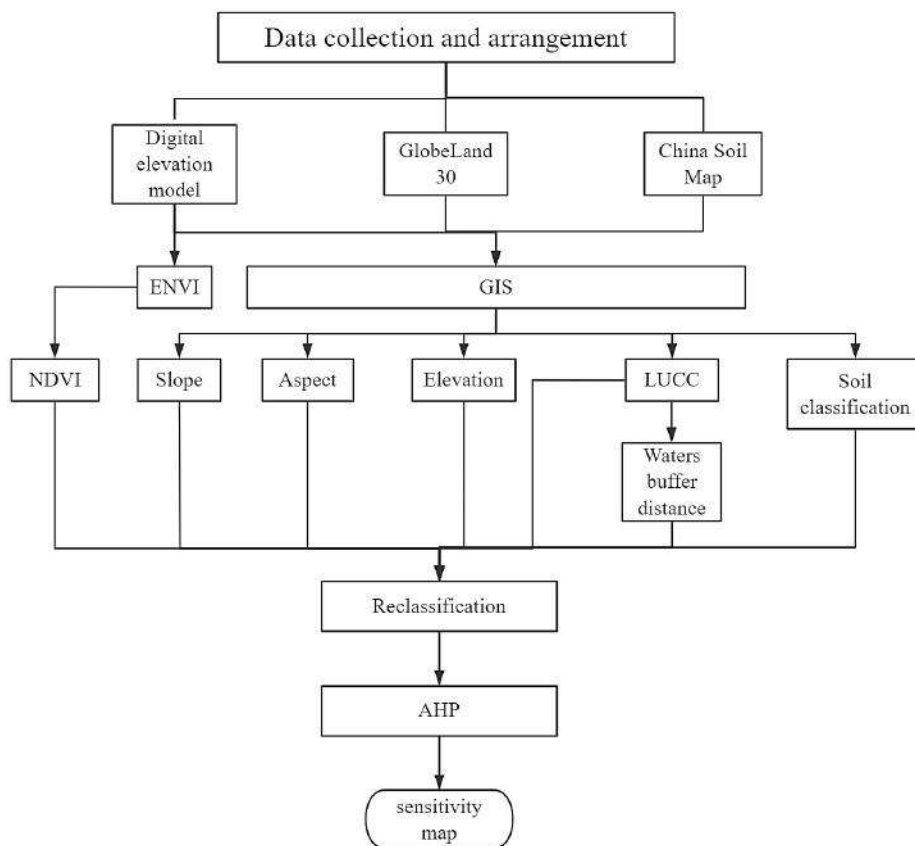 Data collection and arrangement
Digital
elevation
model
GlobeLand
30
China Soil
Map
ENVI
GIS
NDVI
Slope
Aspect
Elevation
LUCC
Soil
classification
Waters
buffer
distance
Reclassification
AHP
sensitivity
map